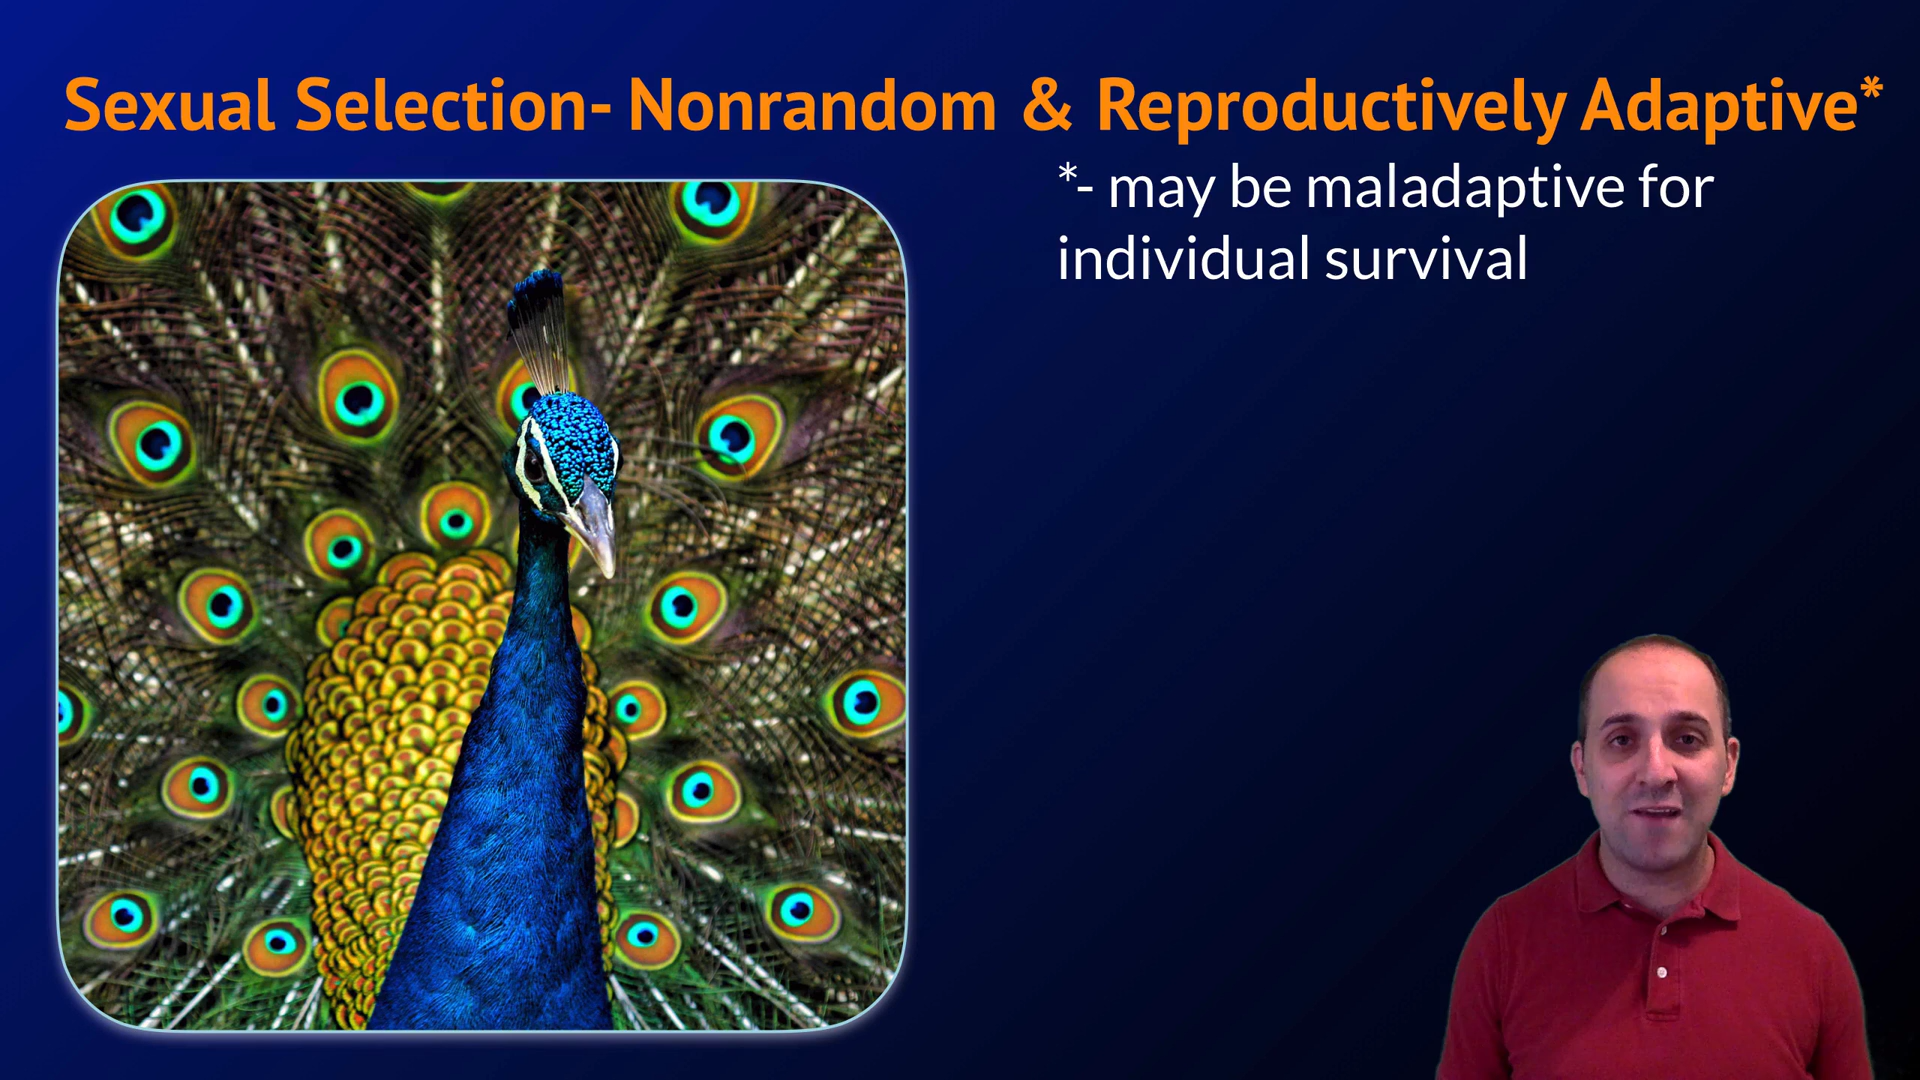 Sexual Selection- Nonrandom & Reproductively Adaptive*
*- may be maladaptive for
individual survival